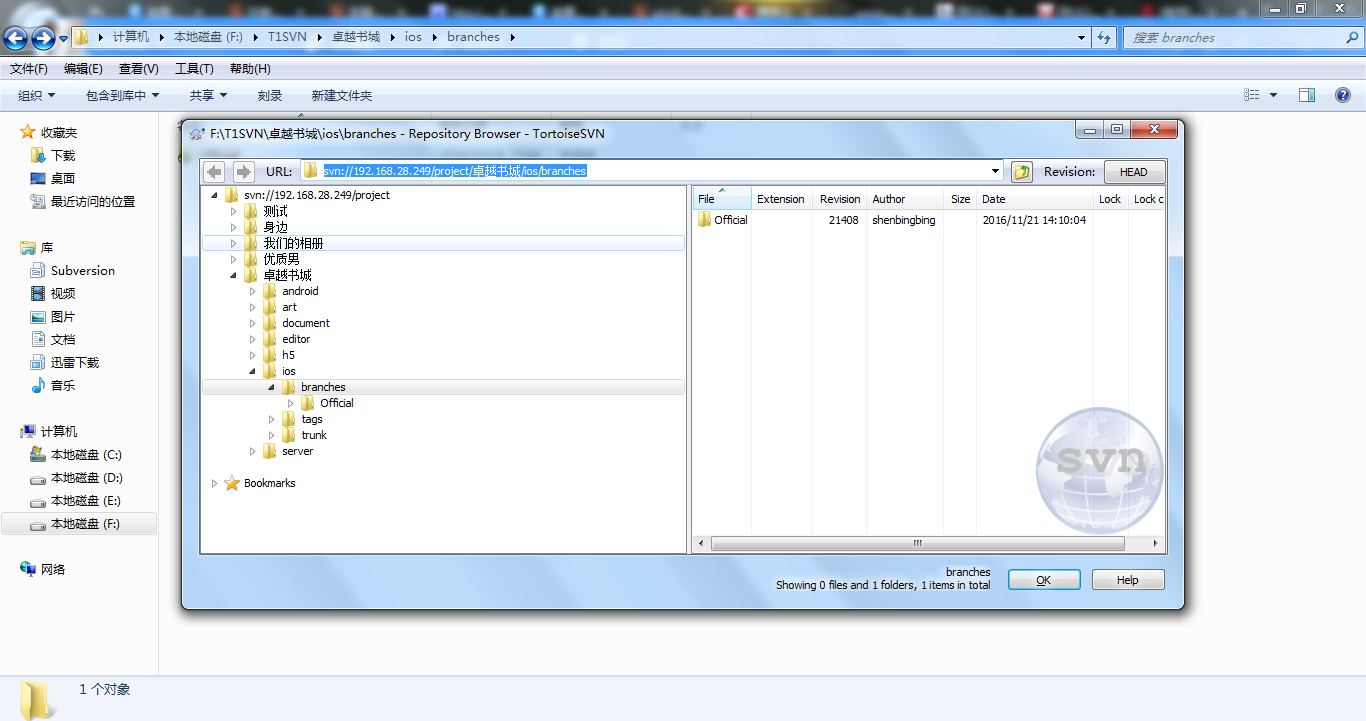 计算机 本地磁盘 (F:) T1SVN 卓越书城 ios branches
搜索 branches
文件(F) 编辑(E) 查看(V) 工具(T) 帮助(H)
组织 包含到库中 共享 刻录 新建文件夹
收藏夹
下载
桌面
最近访问的位置
库
Subversion
视频
图片
文档
迅雷下载
音乐
计算机
本地磁盘 (C:)
本地磁盘 (D:)
本地磁盘 (E:)
本地磁盘 (F:)
网络
F:\T1SVN\卓越书城\ios\branches - Repository Browser - TortoiseSVN
URL: svn://192.168.28.249/project/卓越书城/ios/branches Revision: HEAD
svn://192.168.28.249/project
测试
身边
我们的相册
优质男
卓越书城
android
art
document
editor
h5
ios
branches
Official
tags
trunk
server
Bookmarks
File Extension Revision Author Size Date Lock Lock c
Official 21408 shenbingbing 2016/11/21 14:10:04
svn
branches
Showing 0 files and 1 folders, 1 items in total
OK Help
1 个对象